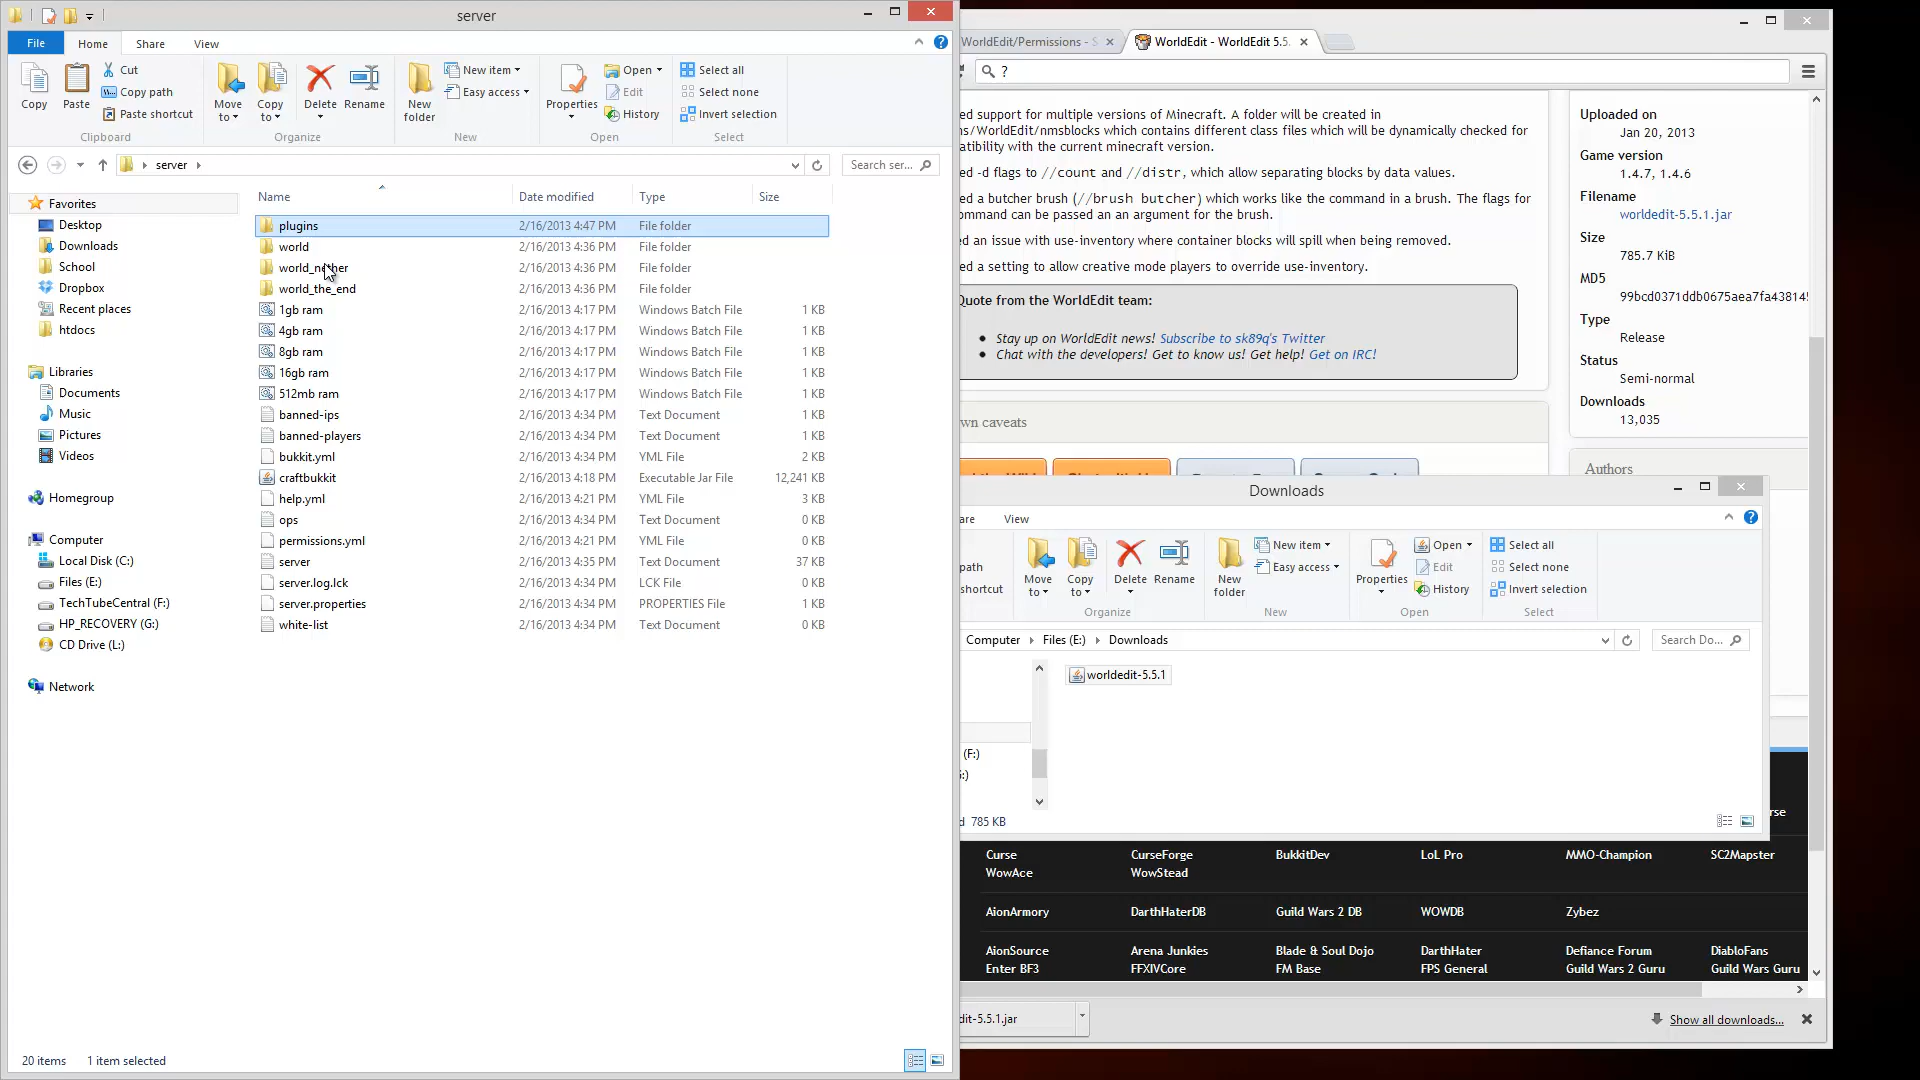 server
File
Home
Share
View
Copy
Paste
Cut
Copy path
Paste shortcut
Clipboard
Move to
Copy to
Delete
Rename
Organize
New folder
New item
Easy access
New
Properties
Open
Edit
History
Open
Select all
Select none
Invert selection
Select
server
Search ser...
Favorites
Desktop
Downloads
School
Dropbox
Recent places
htdocs
Libraries
Documents
Music
Pictures
Videos
Homegroup
Computer
Local Disk (C:)
Files (E:)
TechTubeCentral (F:)
HP_RECOVERY (G:)
CD Drive (L:)
Network
Name Date modified Type Size
plugins 2/16/2013 4:47 PM File folder
world 2/16/2013 4:36 PM File folder
world_nether 2/16/2013 4:36 PM File folder
world_the_end 2/16/2013 4:36 PM File folder
1gb ram 2/16/2013 4:17 PM Windows Batch File 1 KB
4gb ram 2/16/2013 4:17 PM Windows Batch File 1 KB
8gb ram 2/16/2013 4:17 PM Windows Batch File 1 KB
16gb ram 2/16/2013 4:17 PM Windows Batch File 1 KB
512mb ram 2/16/2013 4:17 PM Windows Batch File 1 KB
banned-ips 2/16/2013 4:34 PM Text Document 1 KB
banned-players 2/16/2013 4:34 PM Text Document 1 KB
bukkit.yml 2/16/2013 4:34 PM YML File 2 KB
craftbukkit 2/16/2013 4:18 PM Executable Jar File 12,241 KB
help.yml 2/16/2013 4:21 PM YML File 3 KB
ops 2/16/2013 4:34 PM Text Document 0 KB
permissions.yml 2/16/2013 4:21 PM YML File 0 KB
server 2/16/2013 4:35 PM Text Document 37 KB
server.log.lck 2/16/2013 4:34 PM LCK File 0 KB
server.properties 2/16/2013 4:34 PM PROPERTIES File 1 KB
white-list 2/16/2013 4:34 PM Text Document 0 KB
20 items 1 item selected
WorldEdit/Permissions - S
WorldEdit - WorldEdit 5.5.
?
ed support for multiple versions of Minecraft. A folder will be created in
ns/WorldEdit/nmsblocks which contains different class files which will be dynamically checked for
atibility with the current minecraft version.
ed -d flags to //count and //distr, which allow separating blocks by data values.
ed a butcher brush (//brush butcher) which works like the command in a brush. The flags for
ommand can be passed an an argument for the brush.
ed an issue with use-inventory where container blocks will spill when being removed.
ed a setting to allow creative mode players to override use-inventory.
Quote from the WorldEdit team:
Stay up on WorldEdit news! Subscribe to sk89q's Twitter
Chat with the developers! Get to know us! Get help! Get on IRC!
wn caveats
Uploaded on
Jan 20, 2013
Game version
1.4.7, 1.4.6
Filename
worldedit-5.5.1.jar
Size
785.7 KiB
MD5
99bcd0371ddb0675aea7fa43814
Type
Release
Status
Semi-normal
Downloads
13,035
Authors
Downloads
are
View
path
shortcut
Move to
Copy to
Delete
Rename
Organize
New folder
New item
Easy access
New
Properties
Open
Edit
History
Open
Select all
Select none
Invert selection
Select
Computer Files (E:) Downloads
Search Do...
worldedit-5.5.1
(F:)
d 785 KB
rse
Curse CurseForge BukkitDev LoL Pro MMO-Champion SC2Mapster
WowAce WowStead
AionArmory DarthHaterDB Guild Wars 2 DB WOWDB Zybez
AionSource Arena Junkies Blade & Soul Dojo DarthHater Defiance Forum DiabloFans
Enter BF3 FFXIVCore FM Base FPS General Guild Wars 2 Guru Guild Wars Guru
dit-5.5.1.jar
Show all downloads...